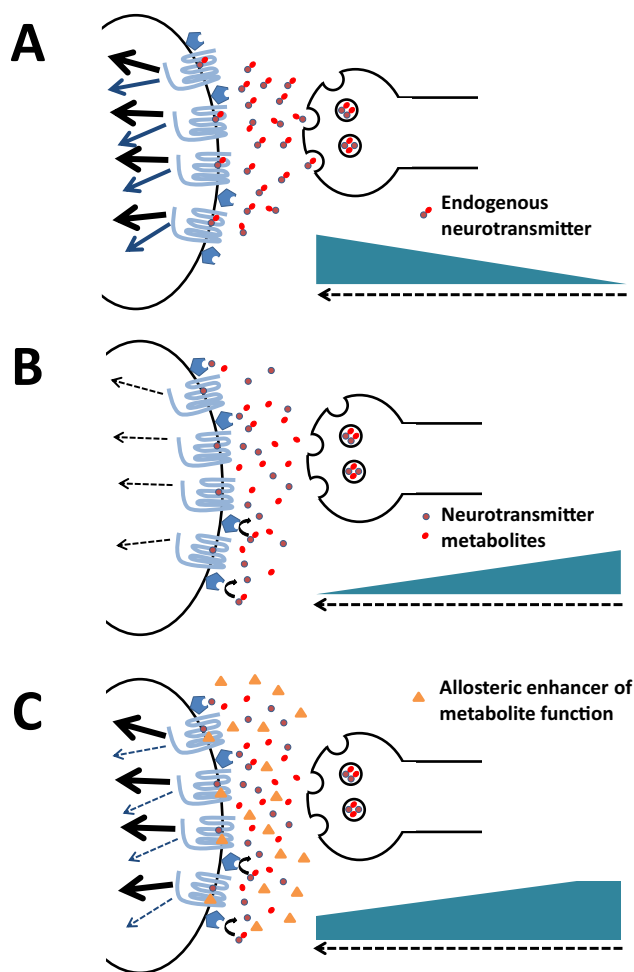 A
Endogenous
neurotransmitter
B
Neurotransmitter
metabolites
C
Allosteric enhancer of
metabolite function